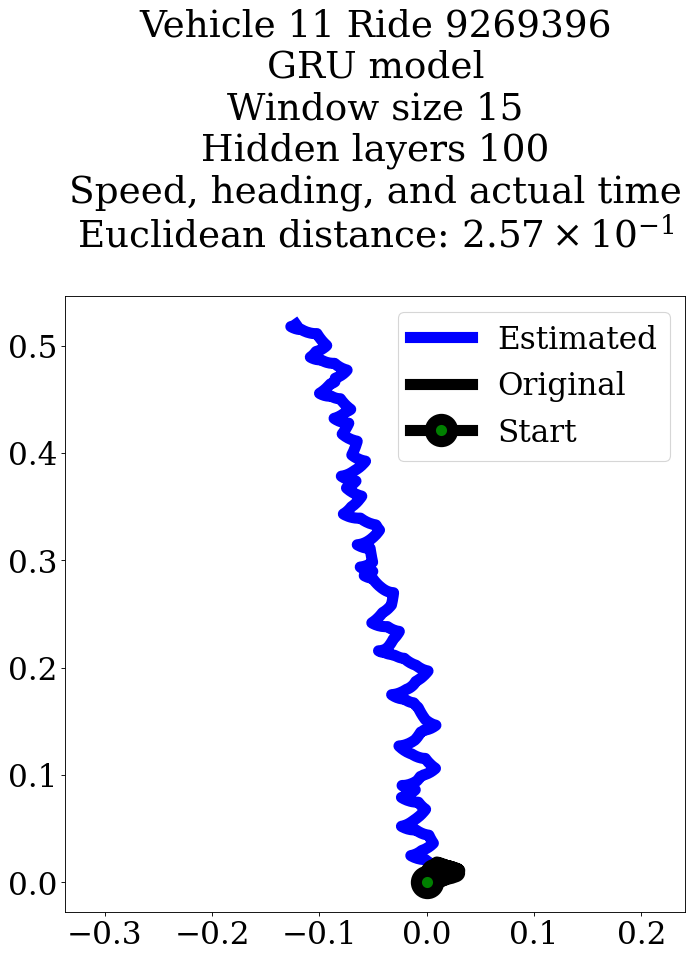 Vehicle 11 Ride 9269396
GRU model
Window size 15
Hidden layers 100
Speed, heading, and actual time
Euclidean distance: 2.57 × 10⁻¹
Estimated
Original
Start
0.5
0.4
0.3
0.2
0.1
0.0
−0.3 −0.2 −0.1 0.0 0.1 0.2